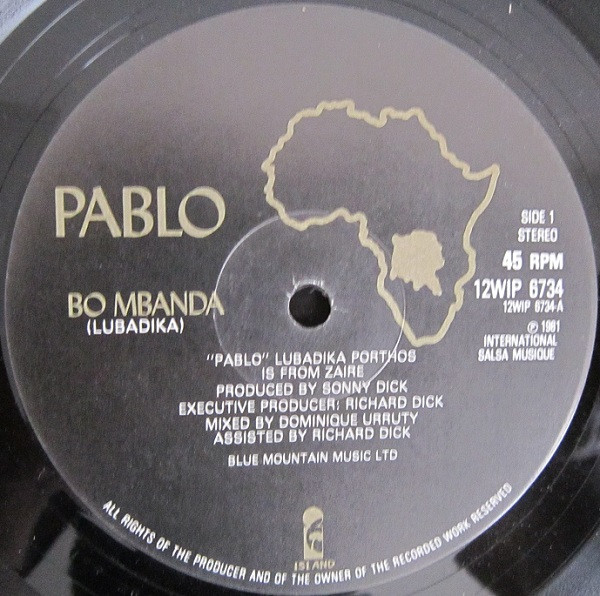 PABLO
SIDE 1
STEREO
45 RPM
12WIP 6734
12WIP 6734-A
℗ 1981
INTERNATIONAL
SALSA MUSIQUE
BO MBANDA
(LUBADIKA)
"PABLO" LUBADIKA PORTHOS
IS FROM ZAIRE
PRODUCED BY SONNY DICK
EXECUTIVE PRODUCER: RICHARD DICK
MIXED BY DOMINIQUE URRUTY
ASSISTED BY RICHARD DICK
BLUE MOUNTAIN MUSIC LTD
ISLAND
ALL RIGHTS OF THE PRODUCER AND OF THE OWNER OF THE RECORDED WORK RESERVED